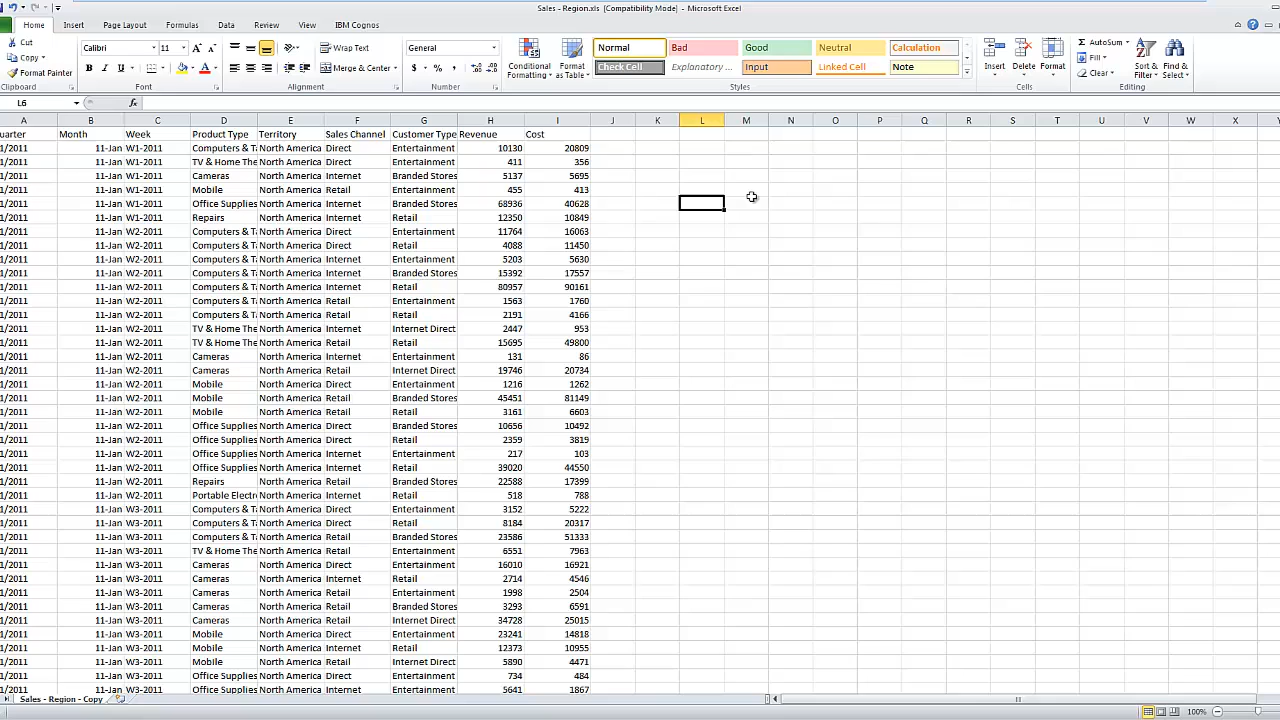 Sales - Region.xls [Compatibility Mode] - Microsoft Excel
Home Insert Page Layout Formulas Data Review View IBM Cognos
Cut
Copy
Format Painter
Clipboard
Calibri 11 A A
B I U A
Font
Wrap Text
Merge & Center
Alignment
General
$ % ,
Number
Conditional Formatting
Format as Table
Normal Bad Good Neutral Calculation
Check Cell Explanatory ... Input Linked Cell Note
Styles
Insert Delete Format
Cells
AutoSum
Fill
Clear
Sort & Filter
Find & Select
Editing
L6 fx
A B C D E F G H I J K L M N O P Q R S T U V W X
uarter Month Week Product Type Territory Sales Channel Customer Type Revenue Cost
1/2011 11-Jan W1-2011 Computers & Ta North America Direct Entertainment 10130 20809
1/2011 11-Jan W1-2011 TV & Home The North America Direct Entertainment 411 356
1/2011 11-Jan W1-2011 Cameras North America Internet Branded Stores 5137 5695
1/2011 11-Jan W1-2011 Mobile North America Retail Entertainment 455 413
1/2011 11-Jan W1-2011 Office Supplies North America Internet Branded Stores 68936 40628
1/2011 11-Jan W1-2011 Repairs North America Internet Retail 12350 10849
1/2011 11-Jan W2-2011 Computers & Ta North America Direct Entertainment 11764 16063
1/2011 11-Jan W2-2011 Computers & Ta North America Direct Retail 4088 11450
1/2011 11-Jan W2-2011 Computers & Ta North America Internet Entertainment 5203 5630
1/2011 11-Jan W2-2011 Computers & Ta North America Internet Branded Stores 15392 17557
1/2011 11-Jan W2-2011 Computers & Ta North America Internet Retail 80957 90161
1/2011 11-Jan W2-2011 Computers & Ta North America Retail Entertainment 1563 1760
1/2011 11-Jan W2-2011 Computers & Ta North America Retail Retail 2191 4166
1/2011 11-Jan W2-2011 TV & Home The North America Internet Internet Direct 2447 953
1/2011 11-Jan W2-2011 TV & Home The North America Retail Retail 15695 49800
1/2011 11-Jan W2-2011 Cameras North America Internet Entertainment 131 86
1/2011 11-Jan W2-2011 Cameras North America Retail Internet Direct 19746 20734
1/2011 11-Jan W2-2011 Mobile North America Direct Entertainment 1216 1262
1/2011 11-Jan W2-2011 Mobile North America Retail Branded Stores 45451 81149
1/2011 11-Jan W2-2011 Mobile North America Retail Retail 3161 6603
1/2011 11-Jan W2-2011 Office Supplies North America Direct Branded Stores 10656 10492
1/2011 11-Jan W2-2011 Office Supplies North America Direct Retail 2359 3819
1/2011 11-Jan W2-2011 Office Supplies North America Internet Entertainment 217 103
1/2011 11-Jan W2-2011 Office Supplies North America Internet Retail 39020 44550
1/2011 11-Jan W2-2011 Repairs North America Retail Branded Stores 22588 17399
1/2011 11-Jan W2-2011 Portable Electr North America Internet Retail 518 788
1/2011 11-Jan W3-2011 Computers & Ta North America Direct Entertainment 3152 5222
1/2011 11-Jan W3-2011 Computers & Ta North America Direct Retail 8184 20317
1/2011 11-Jan W3-2011 Computers & Ta North America Retail Branded Stores 23586 51333
1/2011 11-Jan W3-2011 TV & Home The North America Retail Entertainment 6551 7963
1/2011 11-Jan W3-2011 Cameras North America Direct Entertainment 16010 16921
1/2011 11-Jan W3-2011 Cameras North America Internet Retail 2714 4546
1/2011 11-Jan W3-2011 Cameras North America Retail Entertainment 1998 2504
1/2011 11-Jan W3-2011 Cameras North America Retail Branded Stores 3293 6591
1/2011 11-Jan W3-2011 Cameras North America Retail Internet Direct 34728 25015
1/2011 11-Jan W3-2011 Mobile North America Direct Entertainment 23241 14818
1/2011 11-Jan W3-2011 Mobile North America Internet Retail 12373 10955
1/2011 11-Jan W3-2011 Mobile North America Retail Internet Direct 5890 4471
1/2011 11-Jan W3-2011 Office Supplies North America Direct Entertainment 734 484
1/2011 11-Jan W3-2011 Office Supplies North America Internet Entertainment 5641 1867
Sales - Region - Copy
100%